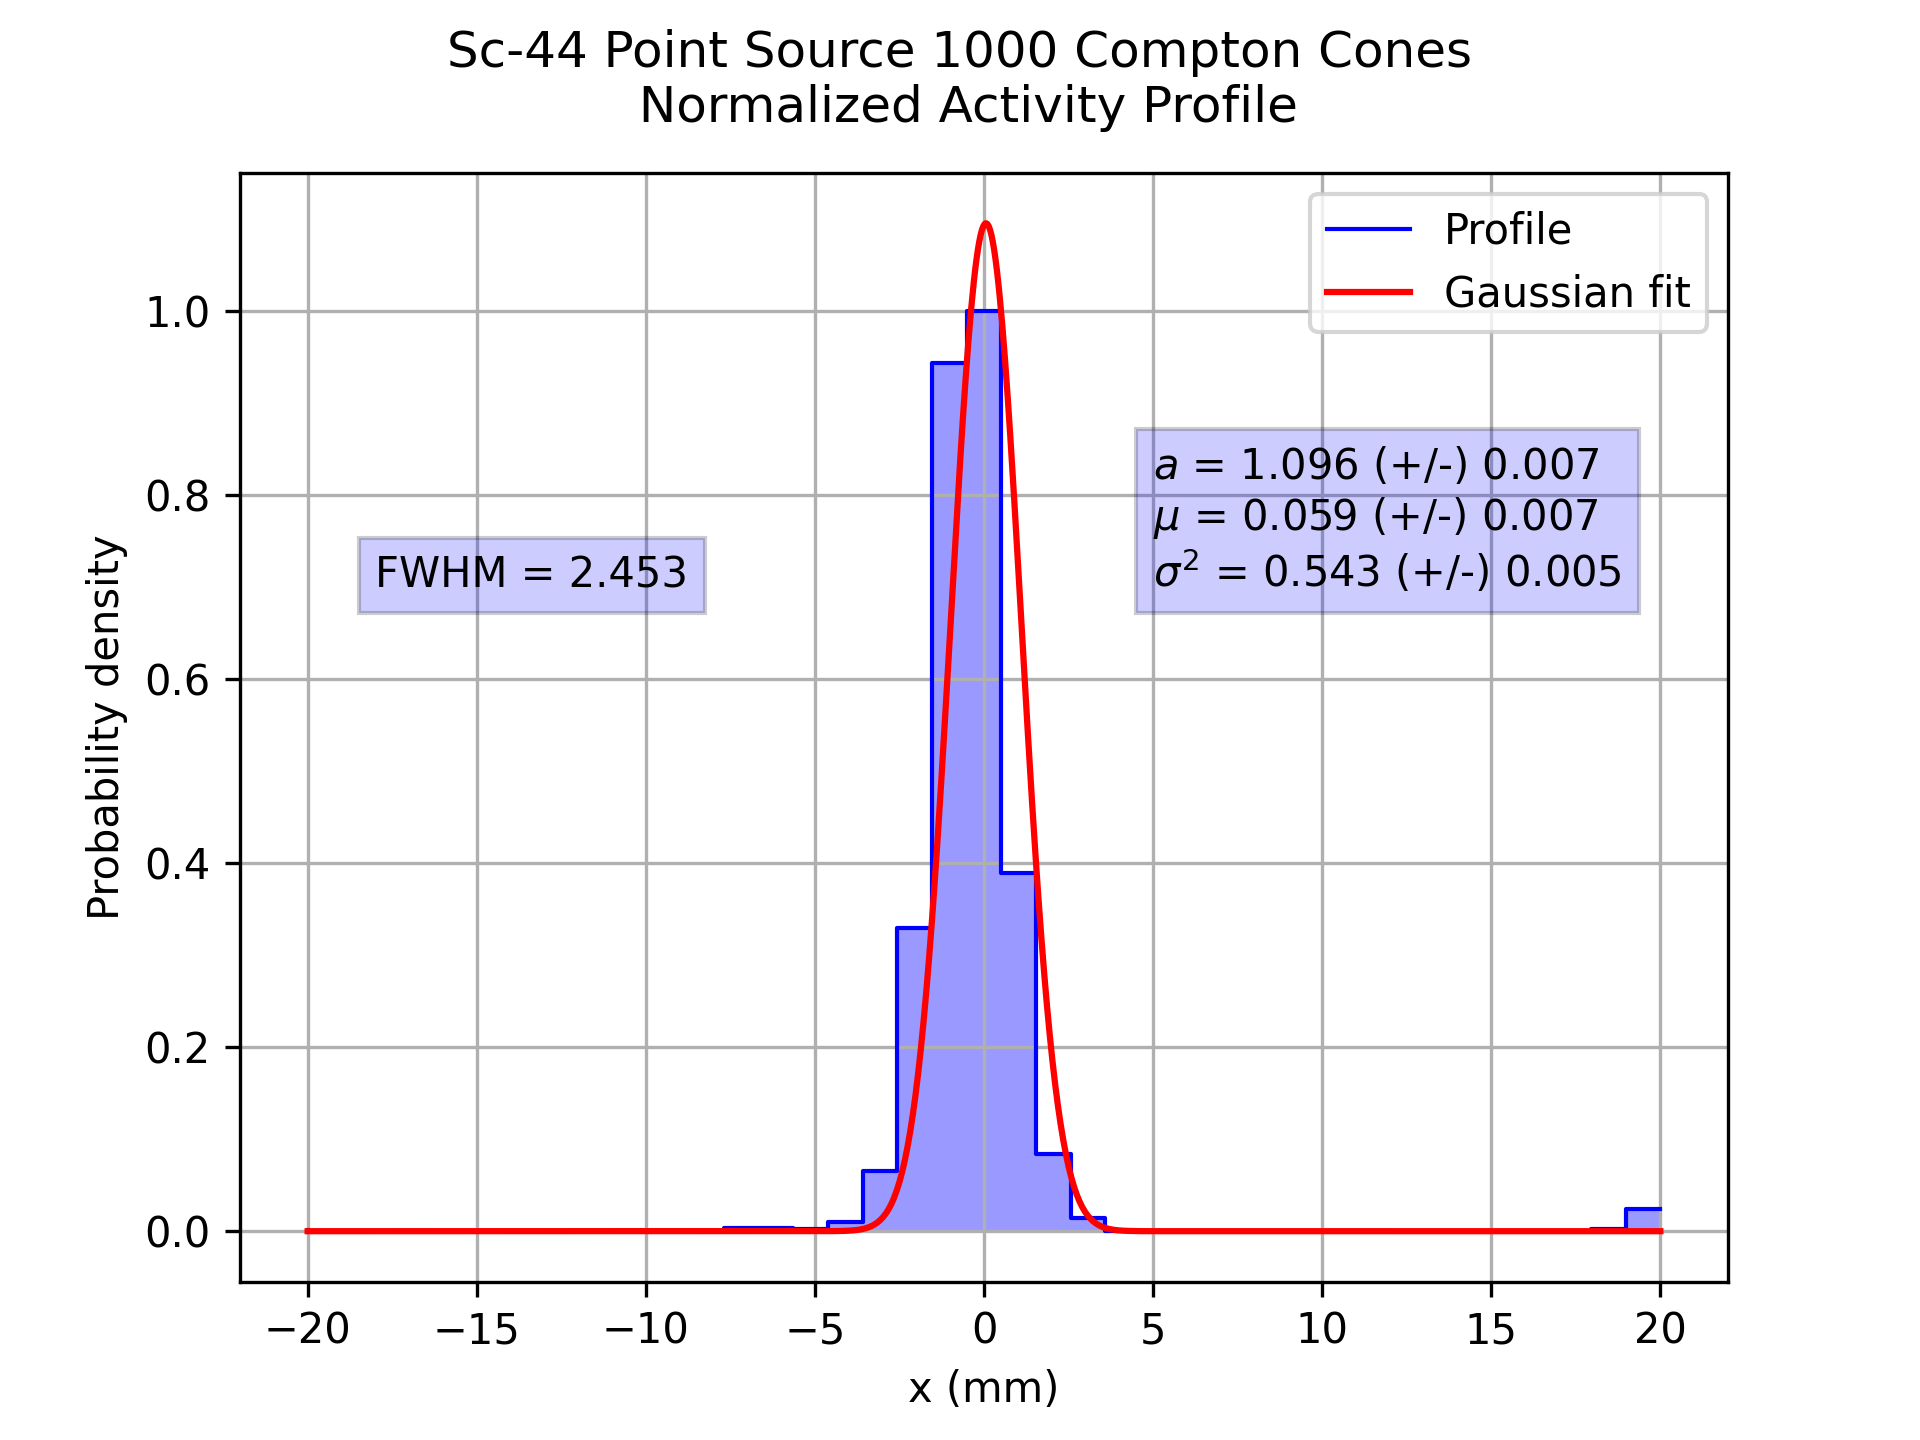 Sc-44 Point Source 1000 Compton Cones
Normalized Activity Profile
Profile
Gaussian fit
a = 1.096 (+/-) 0.007
μ = 0.059 (+/-) 0.007
σ² = 0.543 (+/-) 0.005
FWHM = 2.453
Probability density
1.0
0.8
0.6
0.4
0.2
0.0
−20 −15 −10 −5 0 5 10 15 20
x (mm)